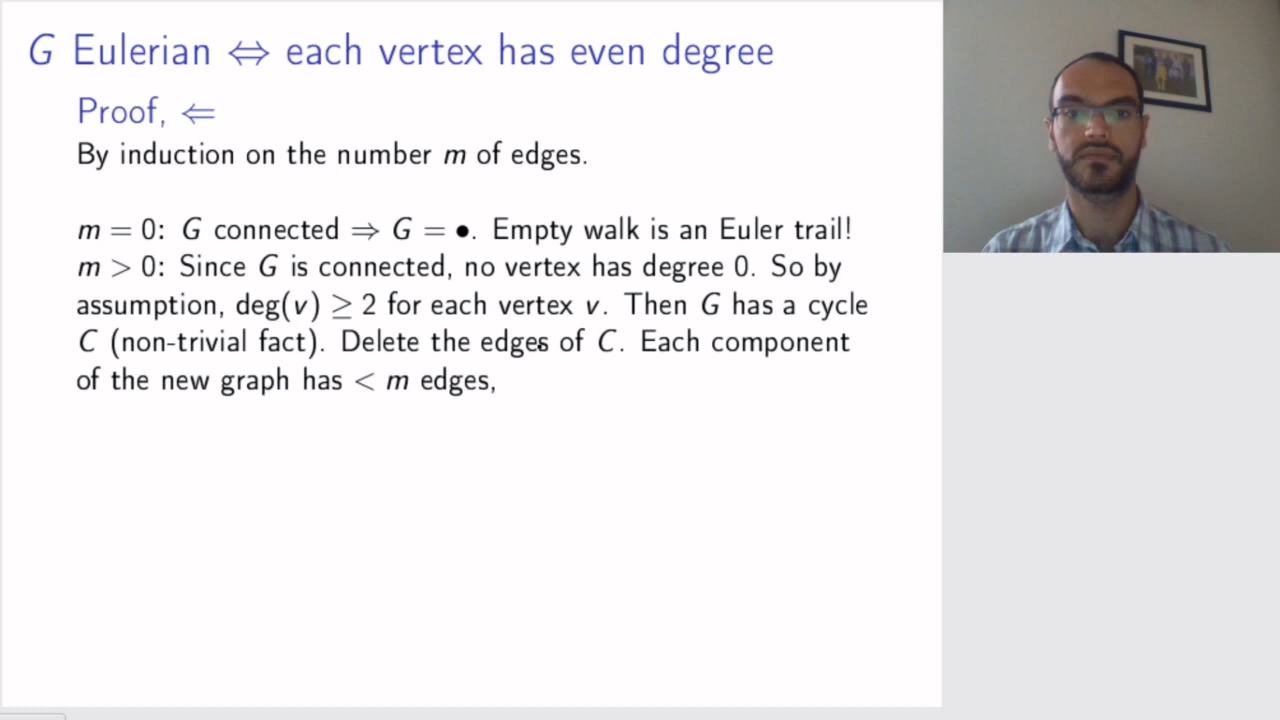 G Eulerian ⇔ each vertex has even degree
Proof, ⇐
By induction on the number m of edges.
m = 0: G connected ⇒ G = •. Empty walk is an Euler trail!
m > 0: Since G is connected, no vertex has degree 0. So by
assumption, deg(v) ≥ 2 for each vertex v. Then G has a cycle
C (non-trivial fact). Delete the edges of C. Each component
of the new graph has < m edges,